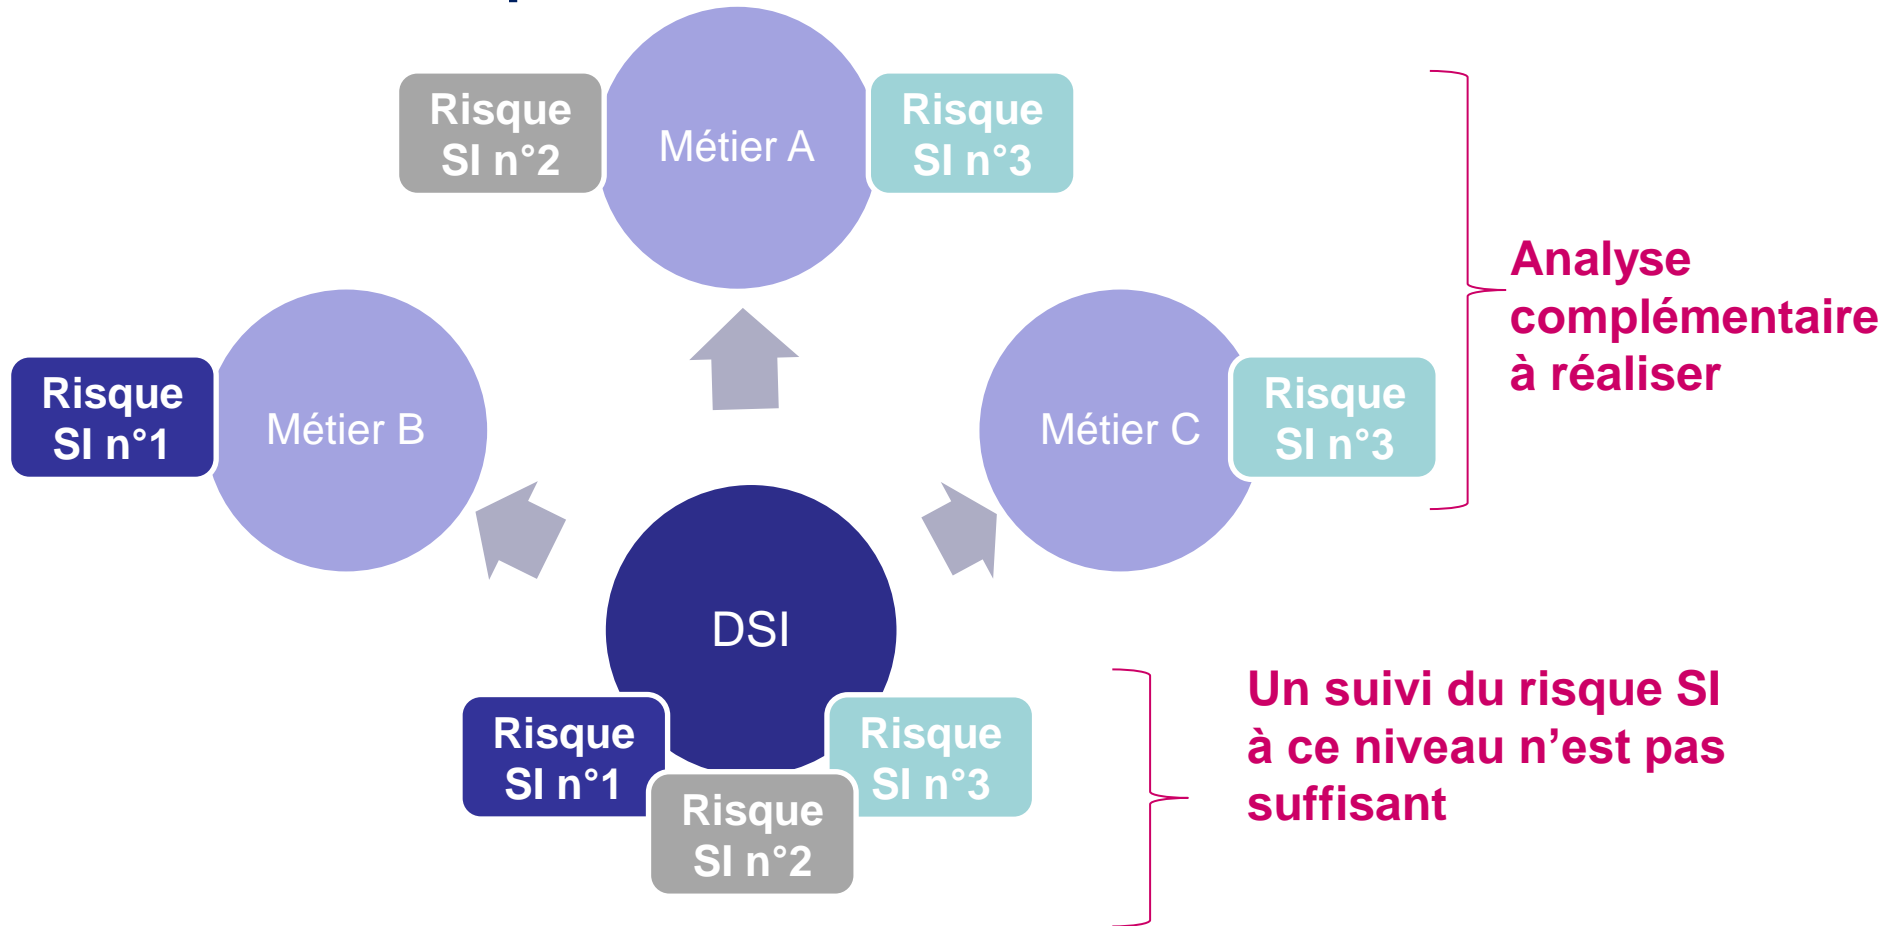 Risque
SI n°2
Métier A
Risque
SI n°3
Analyse
complémentaire
à réaliser
Risque
SI n°1
Métier B
Métier C
Risque
SI n°3
DSI
Un suivi du risque SI
à ce niveau n’est pas
suffisant
Risque
SI n°1
Risque
SI n°3
Risque
SI n°2